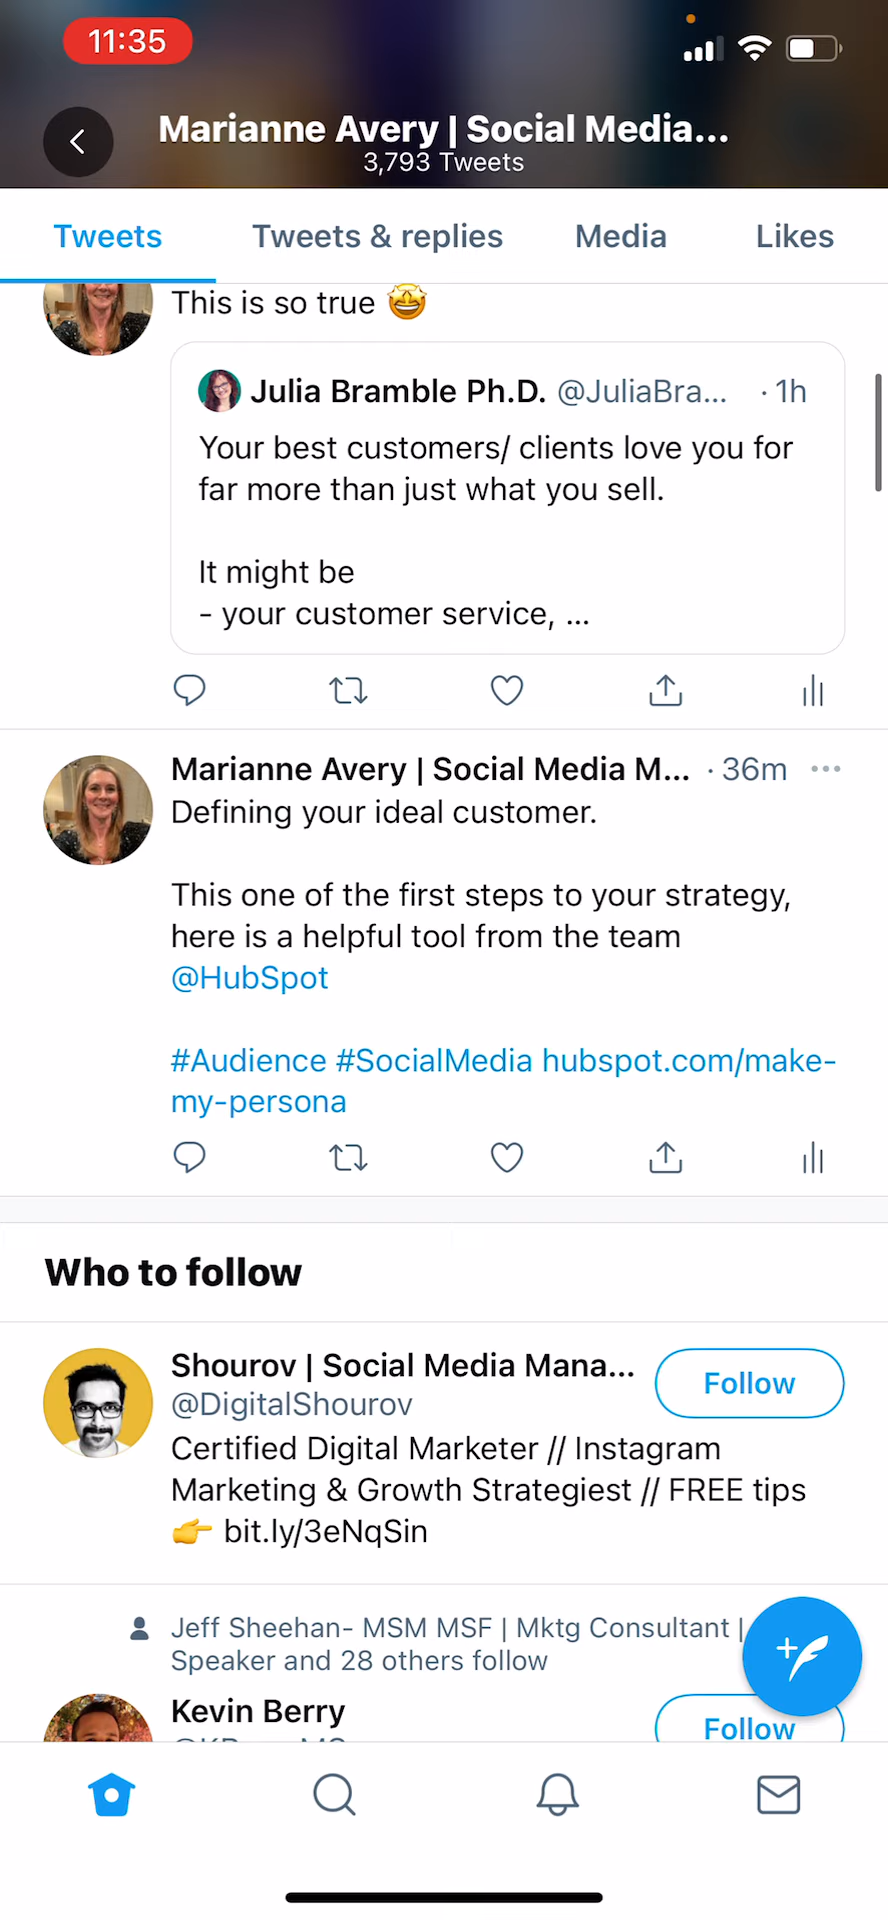 11:35
Marianne Avery | Social Media...
3,793 Tweets
Tweets
Tweets & replies
Media
Likes
This is so true 🤩
Julia Bramble Ph.D. @JuliaBra... · 1h
Your best customers/ clients love you for
far more than just what you sell.
It might be
- your customer service, ...
Marianne Avery | Social Media M... · 36m
Defining your ideal customer.
This one of the first steps to your strategy,
here is a helpful tool from the team
@HubSpot
#Audience #SocialMedia hubspot.com/make-
my-persona
Who to follow
Shourov | Social Media Mana...
Follow
@DigitalShourov
Certified Digital Marketer // Instagram
Marketing & Growth Strategiest // FREE tips
👉 bit.ly/3eNqSin
Jeff Sheehan- MSM MSF | Mktg Consultant |
Speaker and 28 others follow
Kevin Berry
Follow